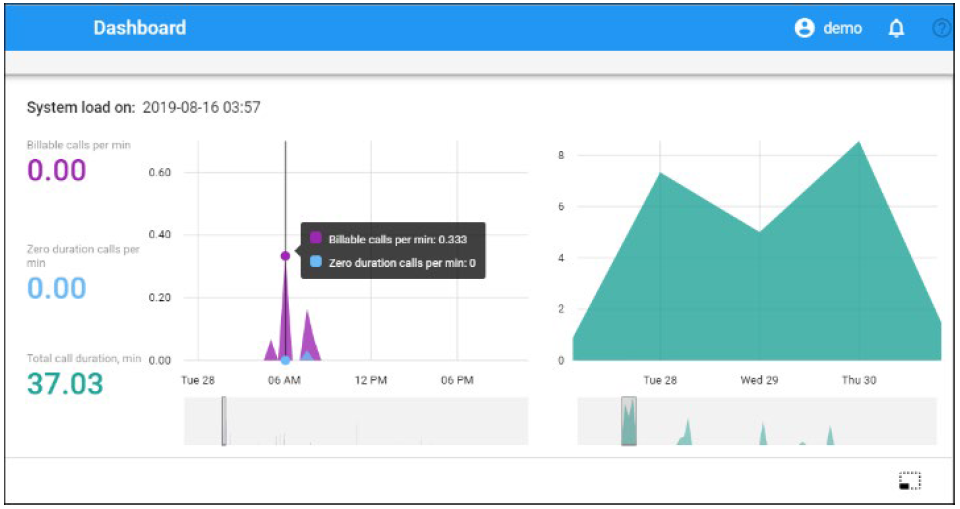 Dashboard
demo
System load on: 2019-08-16 03:57
Billable calls per min
0.00
Zero duration calls per
min
0.00
Total call duration, min
37.03
0.60
0.40
0.20
0.00
Billable calls per min: 0.333
Zero duration calls per min: 0
Tue 28
06 AM
12 PM
06 PM
8
6
4
2
0
Tue 28
Wed 29
Thu 30